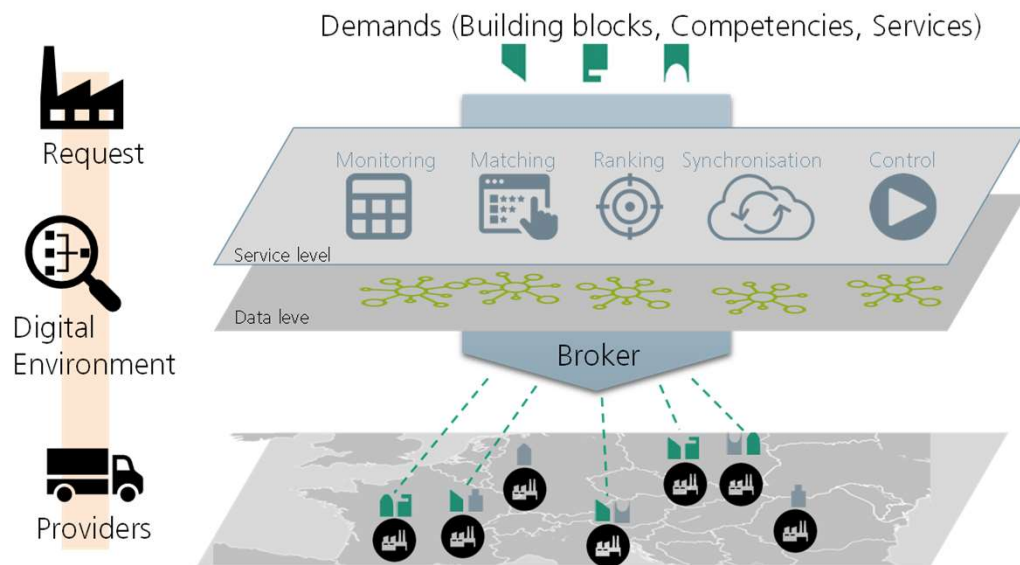 Demands (Building blocks, Competencies, Services)
Request
Monitoring
Matching
Ranking
Synchronisation
Control
Service level
Digital
Environment
Data leve
Broker
Providers